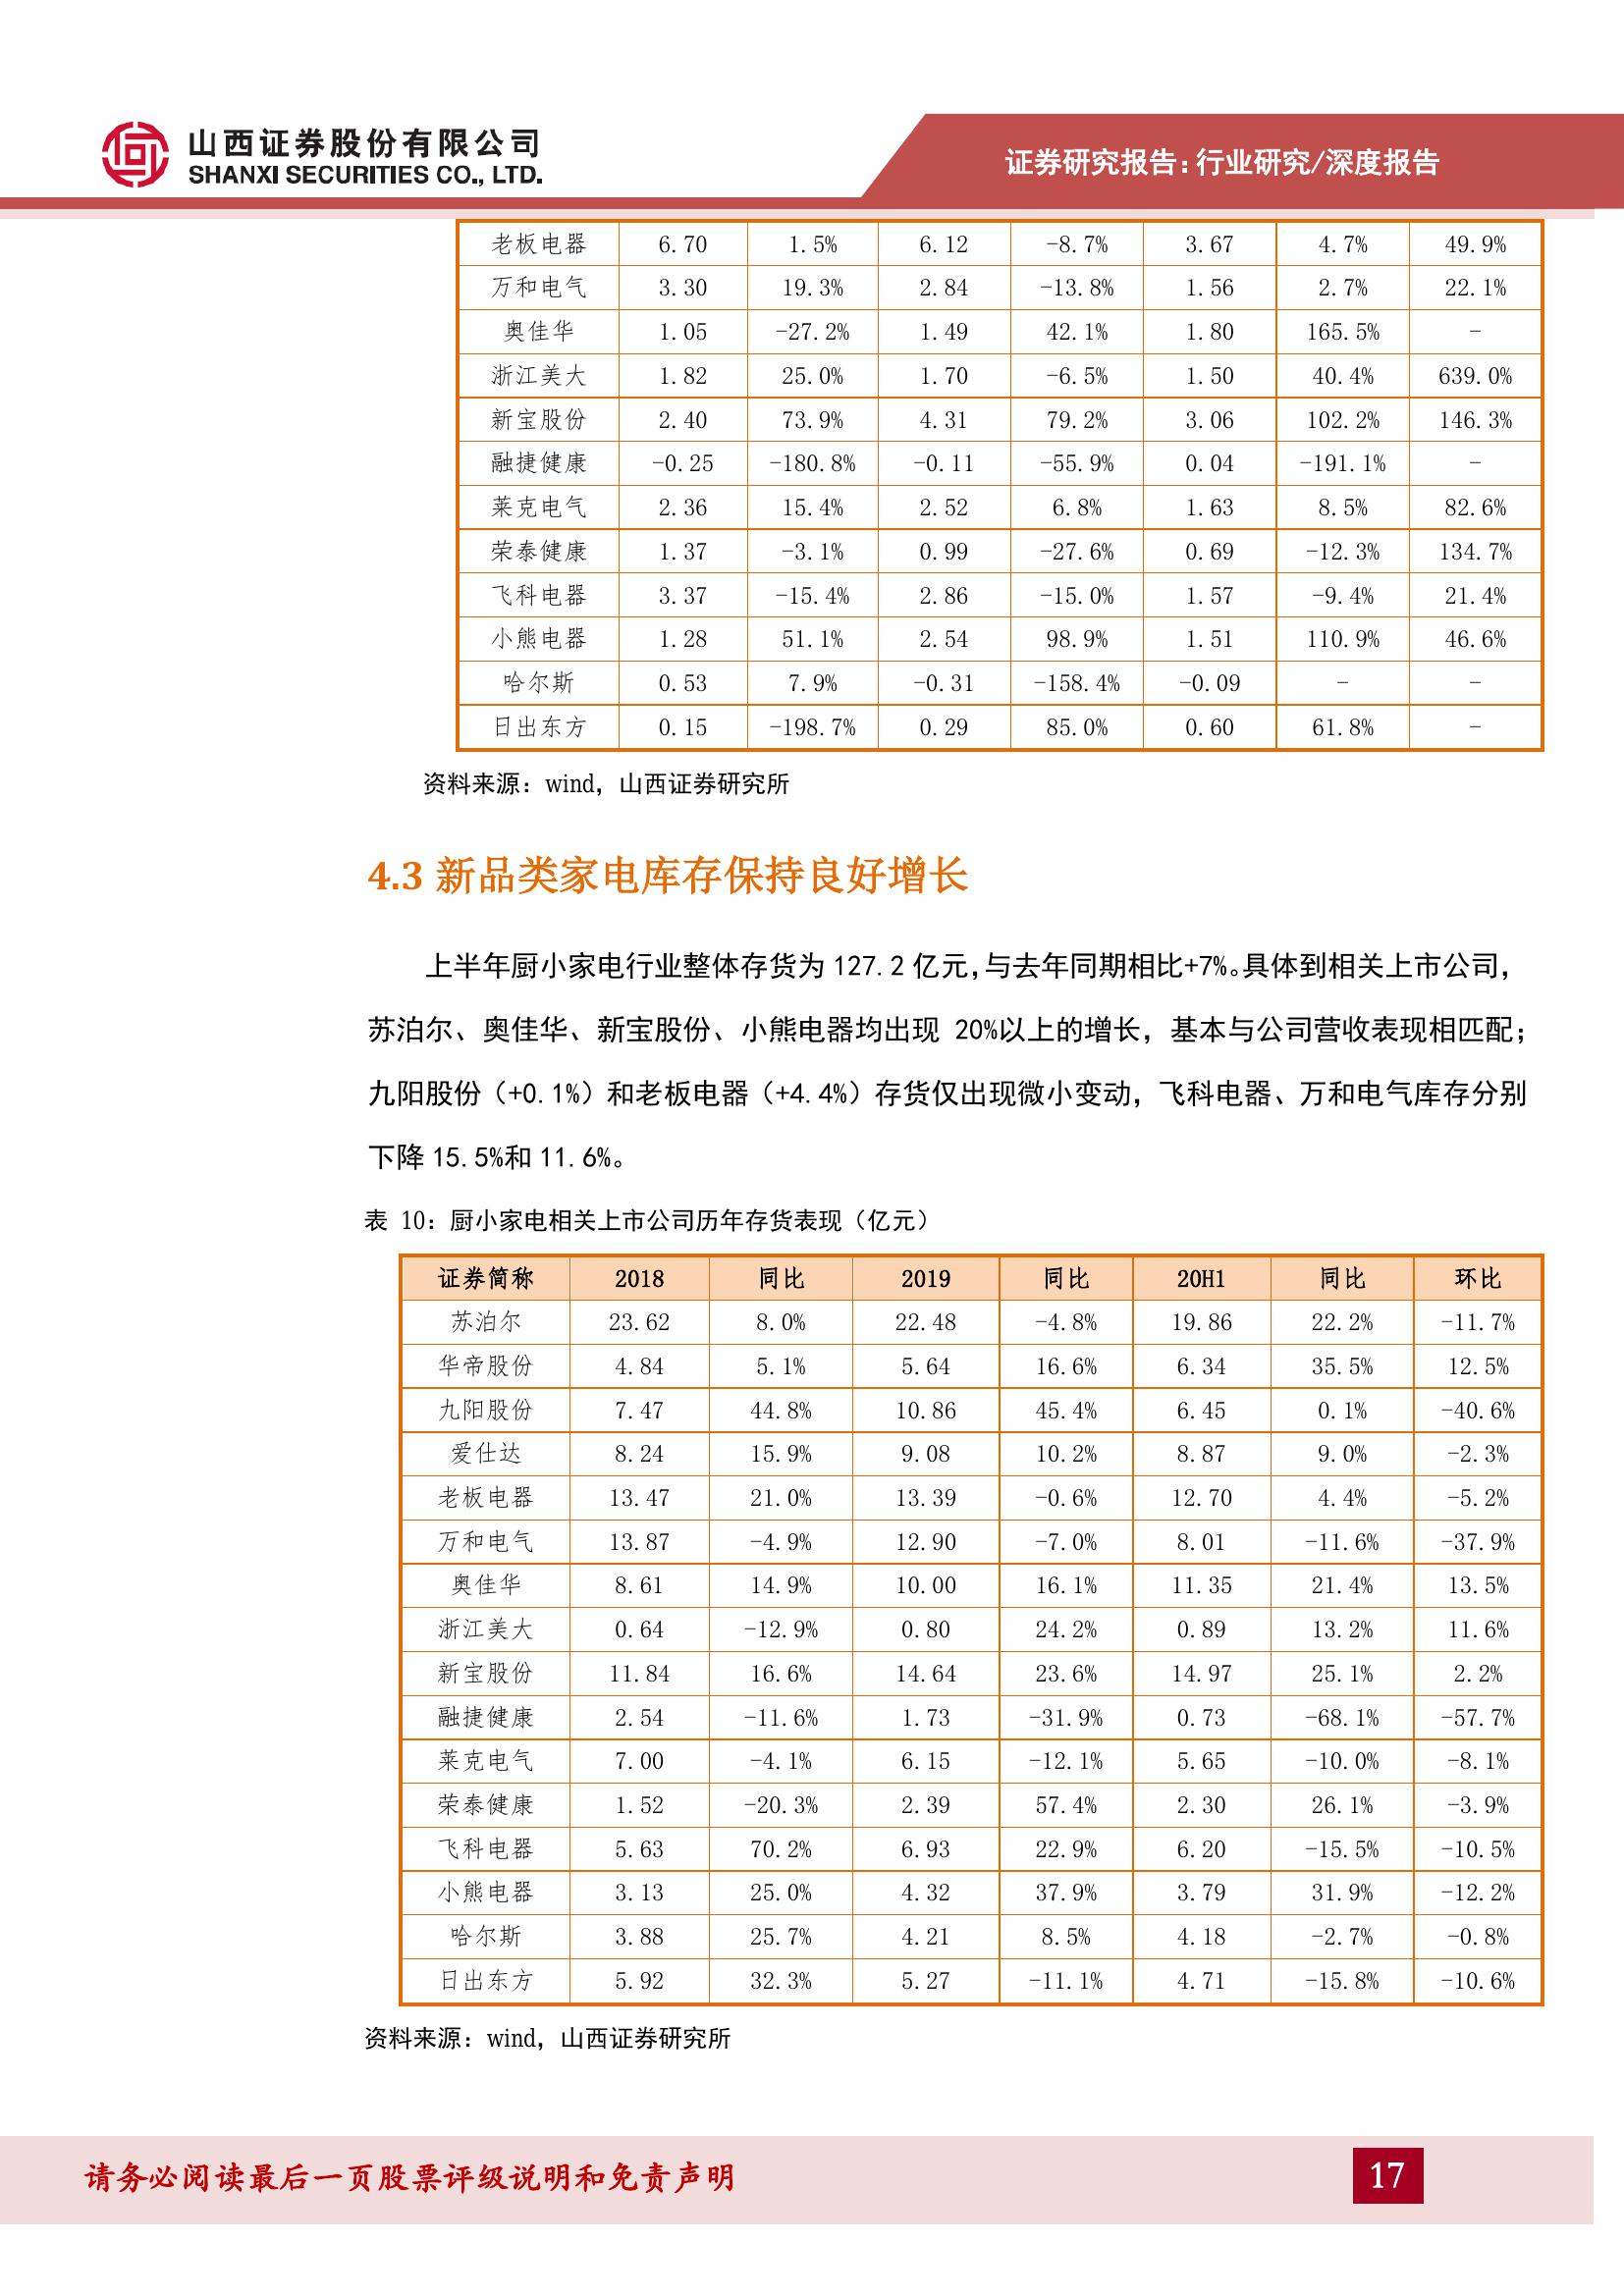 山西证券股份有限公司
SHANXI SECURITIES CO., LTD.
证券研究报告：行业研究/深度报告
老板电器 6.70 1.5% 6.12 -8.7% 3.67 4.7% 49.9%
万和电气 3.30 19.3% 2.84 -13.8% 1.56 2.7% 22.1%
奥佳华 1.05 -27.2% 1.49 42.1% 1.80 165.5% -
浙江美大 1.82 25.0% 1.70 -6.5% 1.50 40.4% 639.0%
新宝股份 2.40 73.9% 4.31 79.2% 3.06 102.2% 146.3%
融捷健康 -0.25 -180.8% -0.11 -55.9% 0.04 -191.1% -
莱克电气 2.36 15.4% 2.52 6.8% 1.63 8.5% 82.6%
荣泰健康 1.37 -3.1% 0.99 -27.6% 0.69 -12.3% 134.7%
飞科电器 3.37 -15.4% 2.86 -15.0% 1.57 -9.4% 21.4%
小熊电器 1.28 51.1% 2.54 98.9% 1.51 110.9% 46.6%
哈尔斯 0.53 7.9% -0.31 -158.4% -0.09 - -
日出东方 0.15 -198.7% 0.29 85.0% 0.60 61.8% -
资料来源：wind，山西证券研究所
4.3 新品类家电库存保持良好增长
上半年厨小家电行业整体存货为 127.2 亿元，与去年同期相比+7%。具体到相关上市公司，
苏泊尔、奥佳华、新宝股份、小熊电器均出现 20%以上的增长，基本与公司营收表现相匹配；
九阳股份（+0.1%）和老板电器（+4.4%）存货仅出现微小变动，飞科电器、万和电气库存分别
下降 15.5%和 11.6%。
表 10：厨小家电相关上市公司历年存货表现（亿元）
证券简称 2018 同比 2019 同比 20H1 同比 环比
苏泊尔 23.62 8.0% 22.48 -4.8% 19.86 22.2% -11.7%
华帝股份 4.84 5.1% 5.64 16.6% 6.34 35.5% 12.5%
九阳股份 7.47 44.8% 10.86 45.4% 6.45 0.1% -40.6%
爱仕达 8.24 15.9% 9.08 10.2% 8.87 9.0% -2.3%
老板电器 13.47 21.0% 13.39 -0.6% 12.70 4.4% -5.2%
万和电气 13.87 -4.9% 12.90 -7.0% 8.01 -11.6% -37.9%
奥佳华 8.61 14.9% 10.00 16.1% 11.35 21.4% 13.5%
浙江美大 0.64 -12.9% 0.80 24.2% 0.89 13.2% 11.6%
新宝股份 11.84 16.6% 14.64 23.6% 14.97 25.1% 2.2%
融捷健康 2.54 -11.6% 1.73 -31.9% 0.73 -68.1% -57.7%
莱克电气 7.00 -4.1% 6.15 -12.1% 5.65 -10.0% -8.1%
荣泰健康 1.52 -20.3% 2.39 57.4% 2.30 26.1% -3.9%
飞科电器 5.63 70.2% 6.93 22.9% 6.20 -15.5% -10.5%
小熊电器 3.13 25.0% 4.32 37.9% 3.79 31.9% -12.2%
哈尔斯 3.88 25.7% 4.21 8.5% 4.18 -2.7% -0.8%
日出东方 5.92 32.3% 5.27 -11.1% 4.71 -15.8% -10.6%
资料来源：wind，山西证券研究所
请务必阅读最后一页股票评级说明和免责声明
17